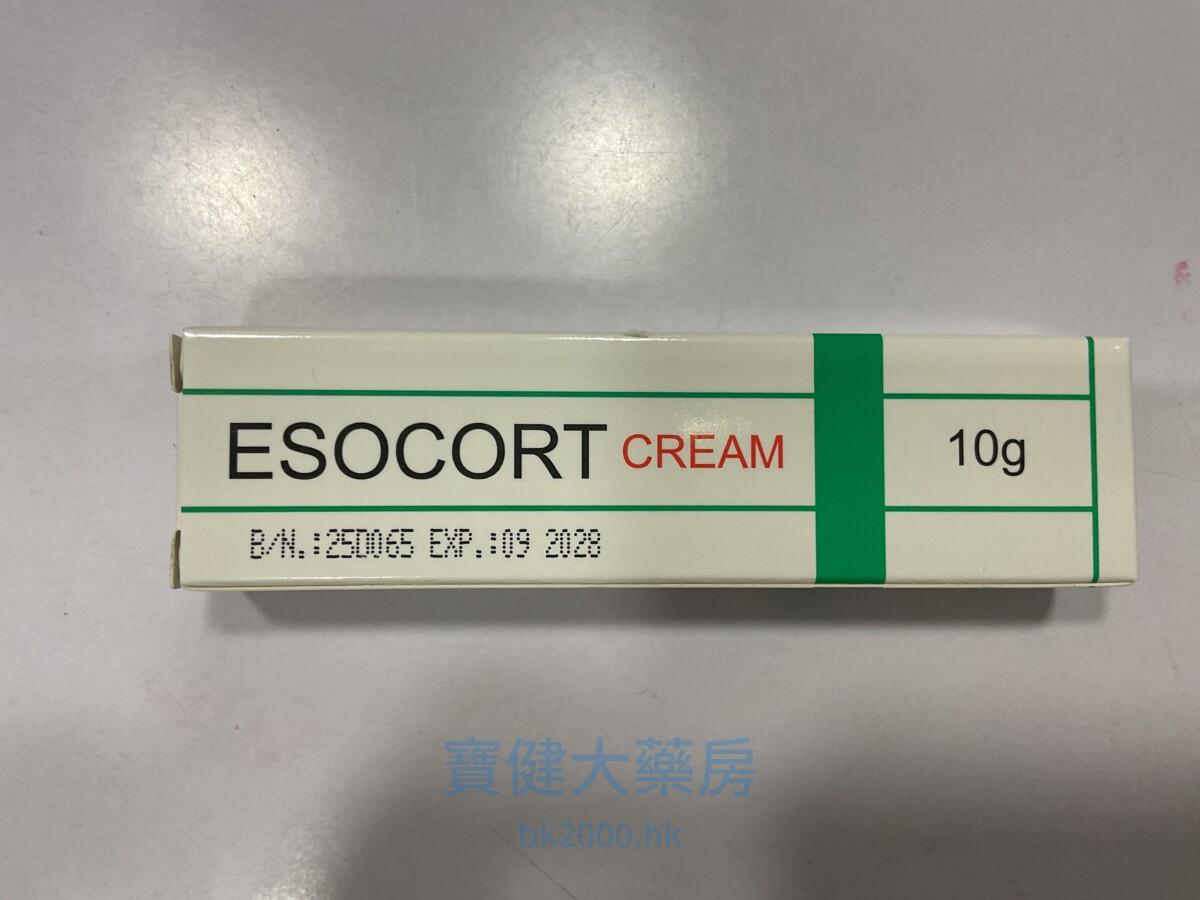 ESOCORT CREAM
10g
B/N.:25D065 EXP.:09 2028
寶健大藥房
bk2000.hk